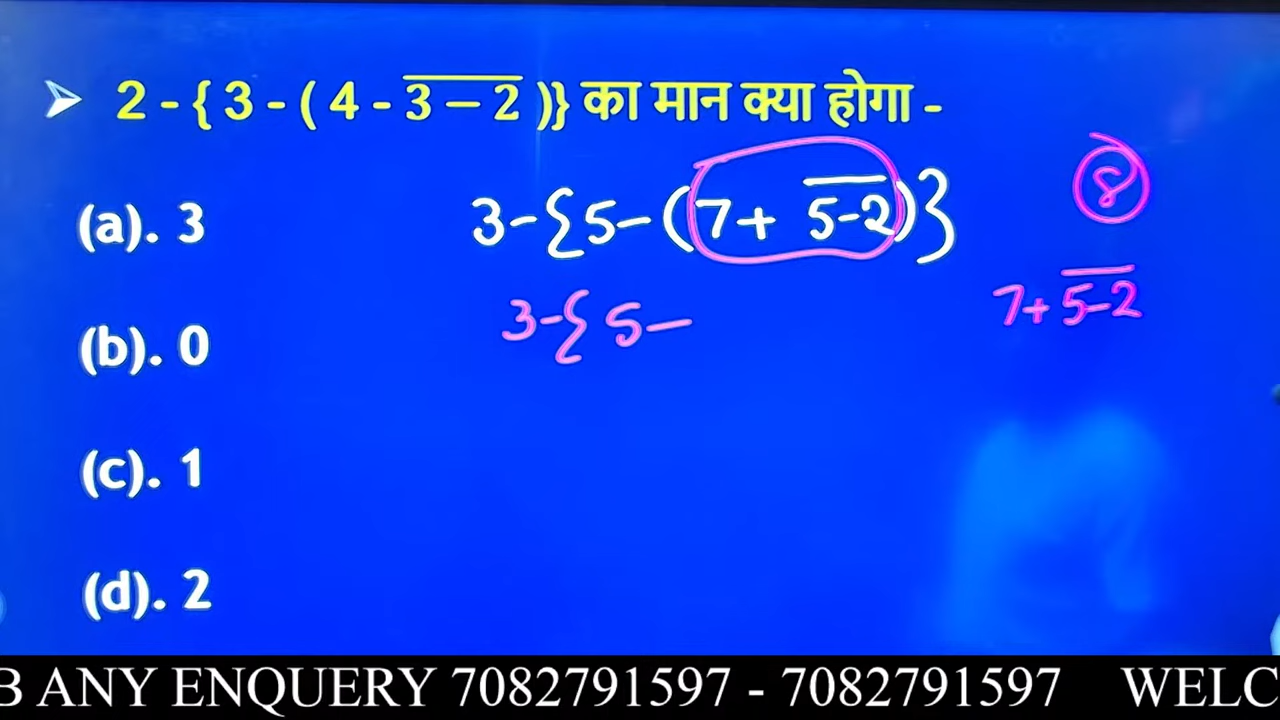 ➤ 2 - { 3 - ( 4 - 3̅ ̅–̅ ̅2̅ )} का मान क्या होगा -
(a). 3
(b). 0
(c). 1
(d). 2
3-{5-(7+ 5̅-̅2̅)}
3-{5-
8
7+5̅-̅2̅
B ANY ENQUERY 7082791597 - 7082791597 WELC